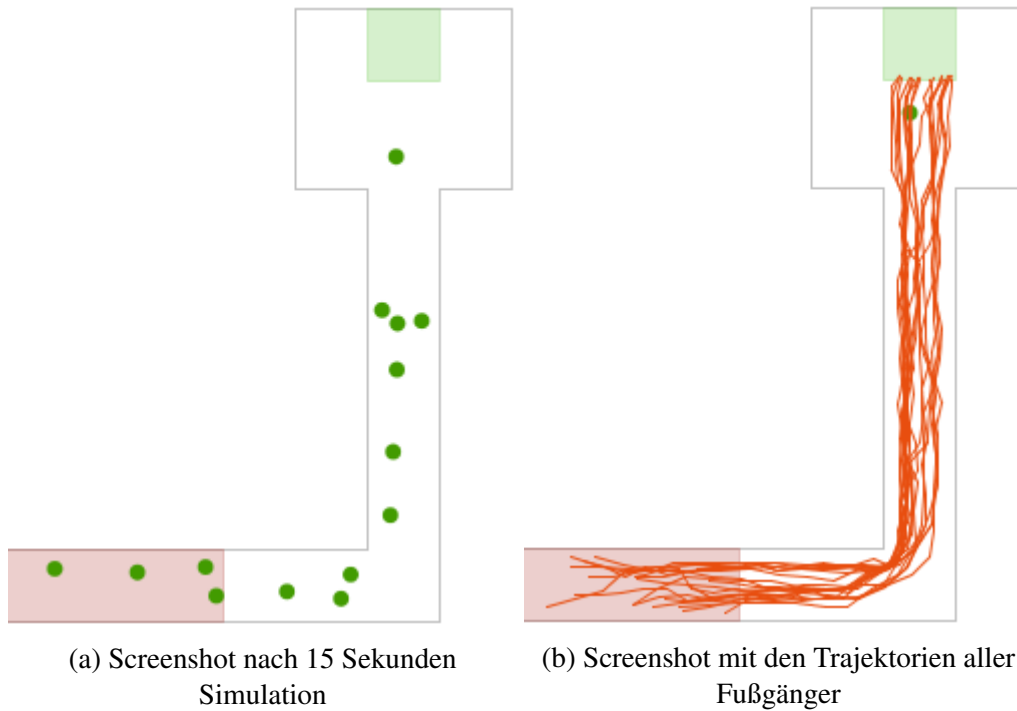 (a) Screenshot nach 15 Sekunden
Simulation
(b) Screenshot mit den Trajektorien aller
Fußgänger